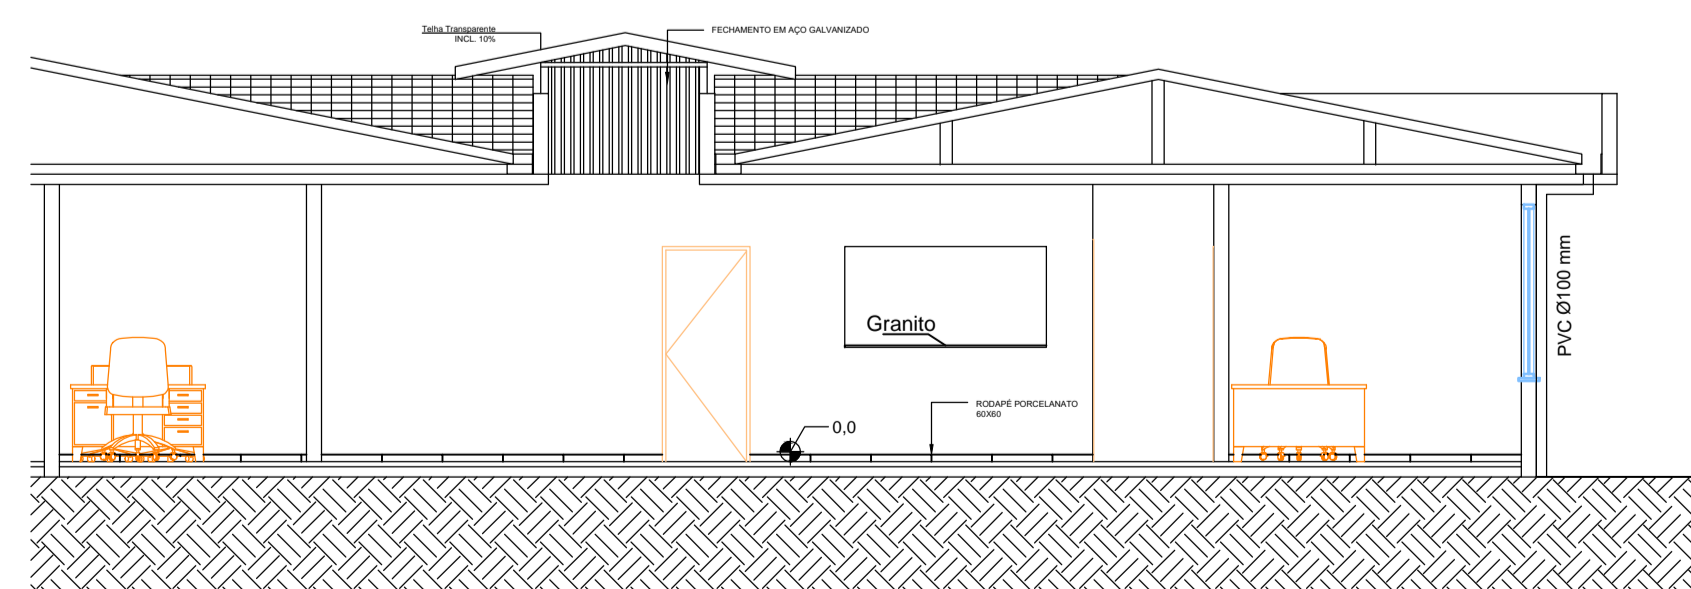 Telha Transparente
INCL. 10%
FECHAMENTO EM AÇO GALVANIZADO
Granito
PVC Ø100 mm
RODAPÉ PORCELANATO
60X60
0,0